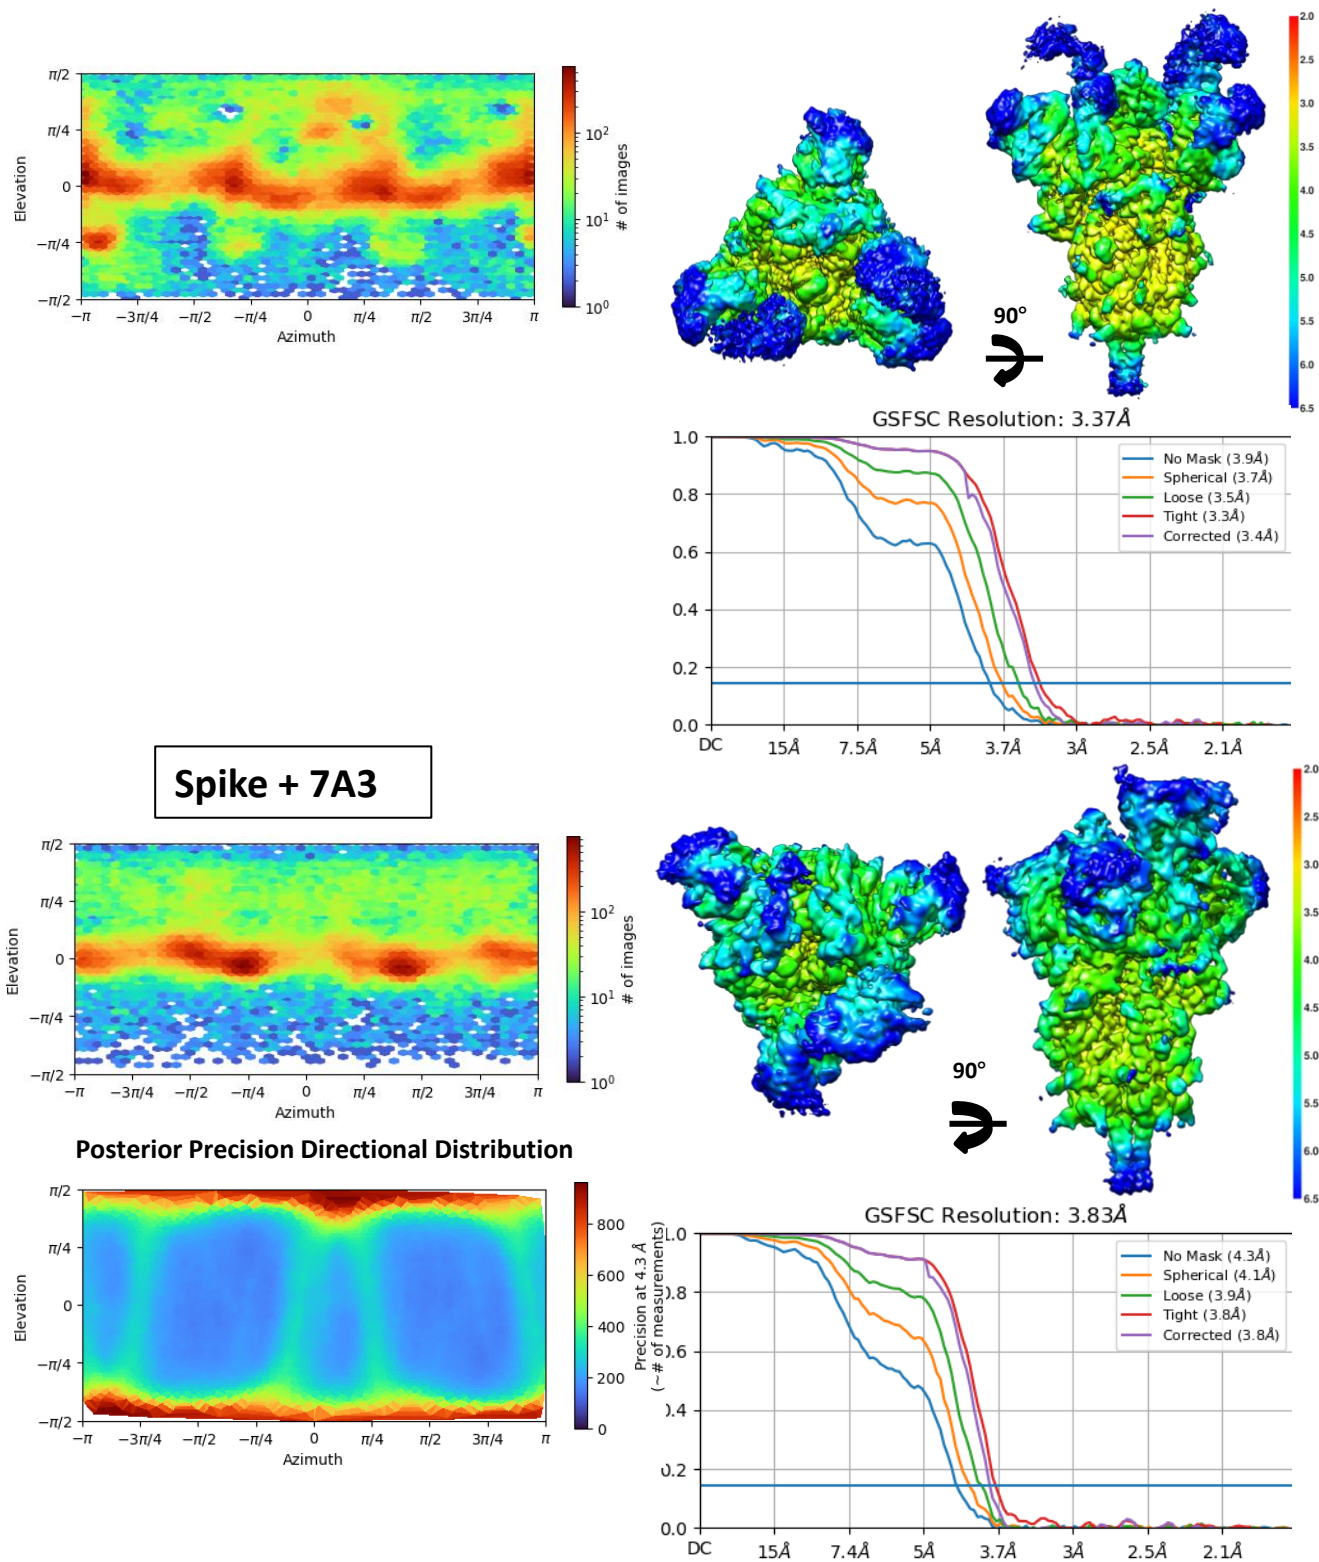 π/2
π/4
0
−π/4
−π/2
Elevation
−π −3π/4 −π/2 −π/4 0 π/4 π/2 3π/4 π
Azimuth
10²
10¹
10⁰
# of images
2.0
3.0
4.0
4.5
5.0
5.5
6.0
6.5
90°
GSFSC Resolution: 3.37Å
1.0
0.8
0.6
0.4
0.2
0.0
DC 15Å 7.5Å 5Å 3.7Å 3Å 2.5Å 2.1Å
No Mask (3.9Å)
Spherical (3.7Å)
Loose (3.5Å)
Tight (3.3Å)
Corrected (3.4Å)
Spike + 7A3
π/2
π/4
0
−π/4
−π/2
Elevation
−π −3π/4 −π/2 −π/4 0 π/4 π/2 3π/4 π
Azimuth
10²
10¹
10⁰
# of images
2.0
2.5
3.0
3.5
4.0
4.5
5.0
5.5
6.0
6.5
90°
Posterior Precision Directional Distribution
π/2
π/4
0
−π/4
−π/2
Elevation
−π −3π/4 −π/2 −π/4 0 π/4 π/2 3π/4 π
Azimuth
800
600
400
200
0
Precision at 4.3 Å
(~# of measurements)
GSFSC Resolution: 3.83Å
1.0
0.8
0.6
0.4
0.2
0.0
DC 15Å 7.4Å 5Å 3.7Å 3Å 2.5Å 2.1Å
No Mask (4.3Å)
Spherical (4.1Å)
Loose (3.9Å)
Tight (3.8Å)
Corrected (3.8Å)